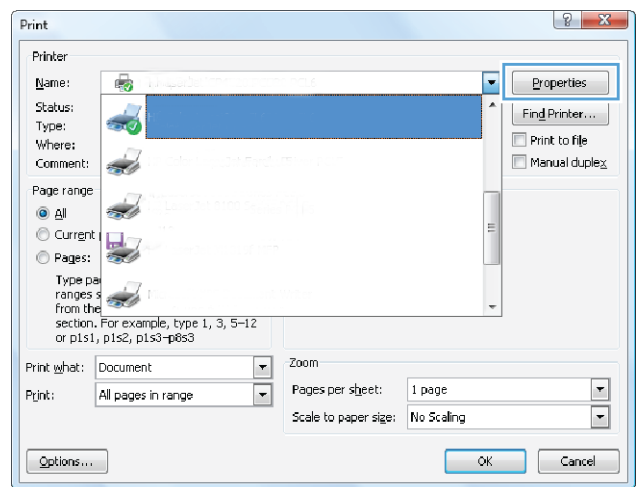 Print
Printer
Name:
Properties
Status:
Find Printer...
Type:
Where:
Print to file
Comment:
Manual duplex
Page range
All
Current
Pages:
Type pa
ranges s
from the
section. For example, type 1, 3, 5–12
or p1s1, p1s2, p1s3–p8s3
Print what: Document
Print: All pages in range
Zoom
Pages per sheet: 1 page
Scale to paper size: No Scaling
Options...
OK
Cancel